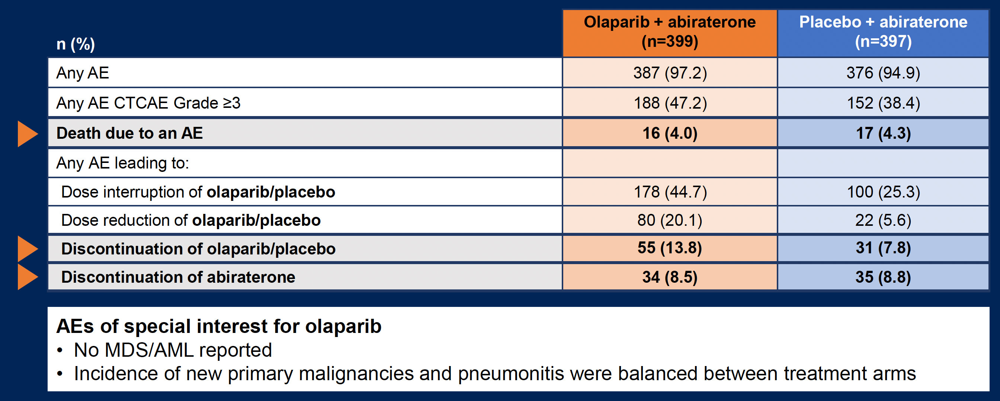 n (%) Olaparib + abiraterone (n=399) Placebo + abiraterone (n=397)
Any AE 387 (97.2) 376 (94.9)
Any AE CTCAE Grade ≥3 188 (47.2) 152 (38.4)
Death due to an AE 16 (4.0) 17 (4.3)
Any AE leading to:
Dose interruption of olaparib/placebo 178 (44.7) 100 (25.3)
Dose reduction of olaparib/placebo 80 (20.1) 22 (5.6)
Discontinuation of olaparib/placebo 55 (13.8) 31 (7.8)
Discontinuation of abiraterone 34 (8.5) 35 (8.8)
AEs of special interest for olaparib
• No MDS/AML reported
• Incidence of new primary malignancies and pneumonitis were balanced between treatment arms